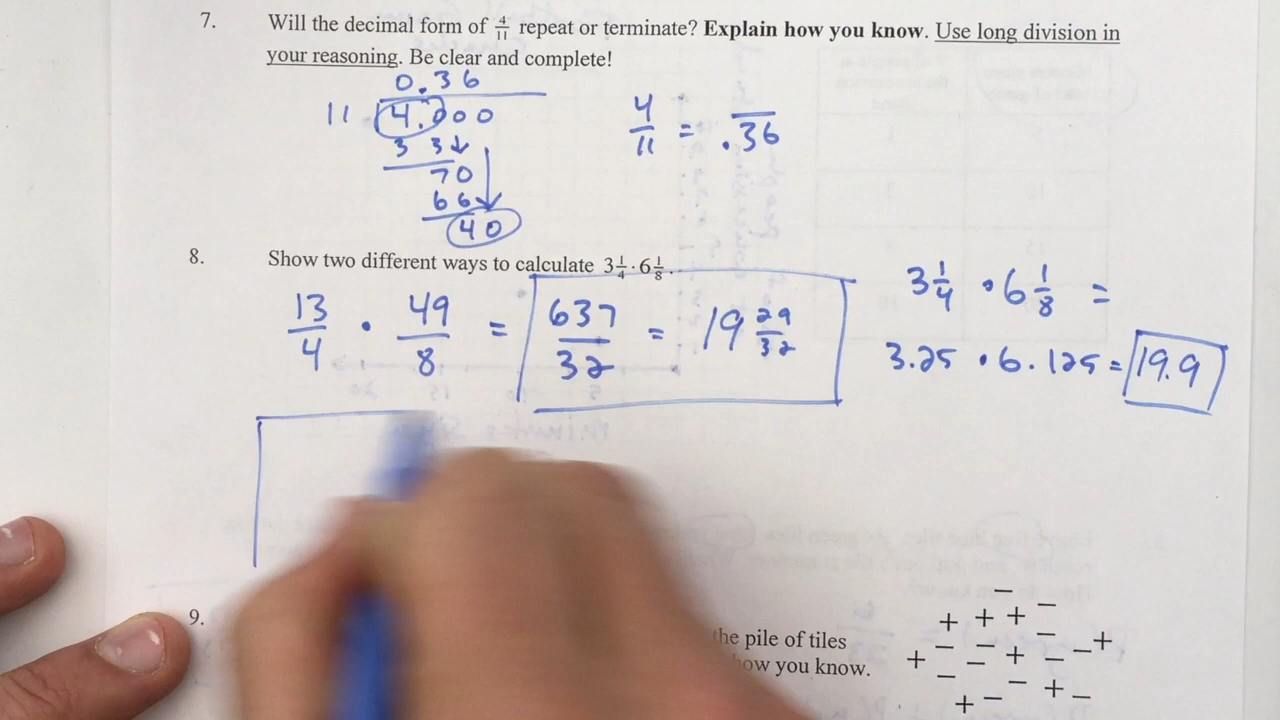 7. Will the decimal form of 4/11 repeat or terminate? Explain how you know. Use long division in
your reasoning. Be clear and complete!
0.36
11 4.000
3 3
70
66
40
4/11 = .3̅6̅
8. Show two different ways to calculate 3 1/4 · 6 1/8.
13/4 · 49/8 = 637/32 = 19 29/32
3 1/4 · 6 1/8 =
3.25 · 6.125 = 19.9
9.
the pile of tiles
how you know.